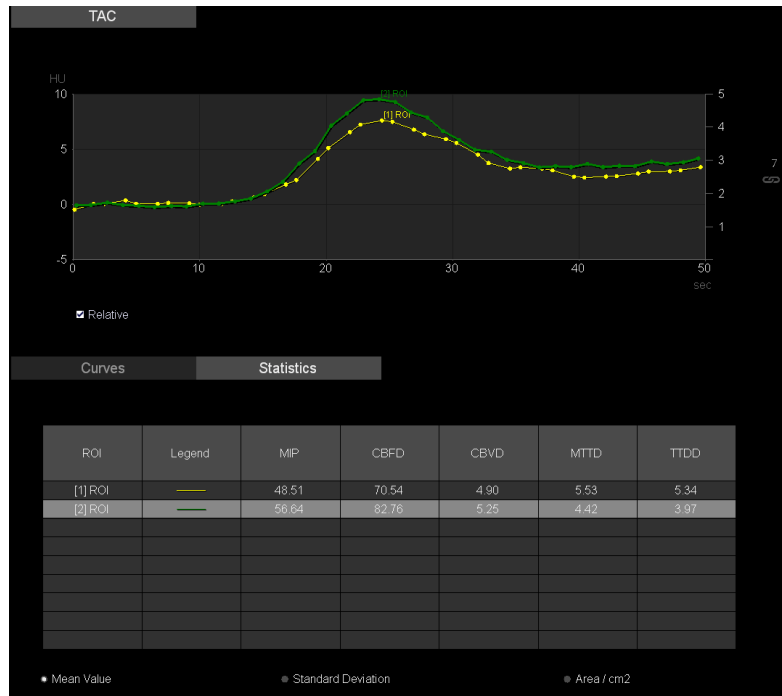 TAC
HU
10
5
0
-5
[2] ROI
[1] ROI
5
4
3
2
1
7
0 10 20 30 40 50
sec
Relative
Curves Statistics
ROI Legend MIP CBFD CBVD MTTD TTDD
[1] ROI 48.51 70.54 4.90 5.53 5.34
[2] ROI 56.64 82.76 5.25 4.42 3.97
Mean Value Standard Deviation Area / cm2